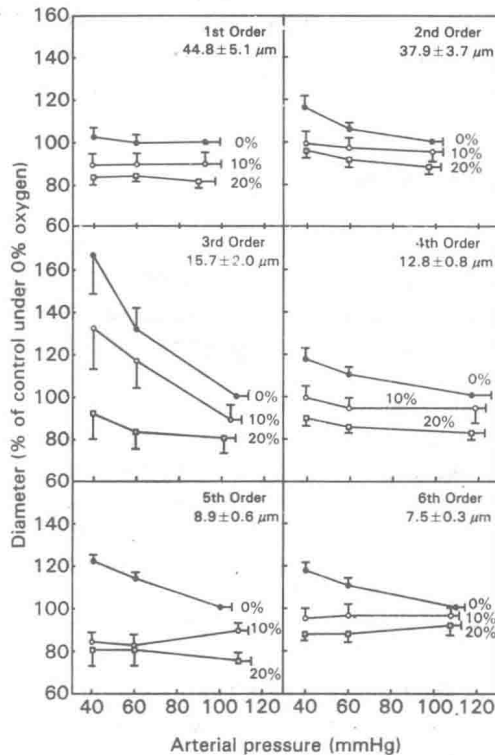 160
140
120
100
80
60
160
140
120
100
80
60
120
100
80
60
Diameter (% of control under 0% oxygen)
1st Order
44.8±5.1 μm
0%
10%
20%
2nd Order
37.9±3.7 μm
0%
10%
20%
3rd Order
15.7±2.0 μm
0%
10%
20%
4th Order
12.8±0.8 μm
0%
10%
20%
5th Order
8.9±0.6 μm
0%
10%
20%
6th Order
7.5±0.3 μm
0%
10%
20%
40 60 80 100 120 40 60 80 100 120
Arterial pressure (mmHg)